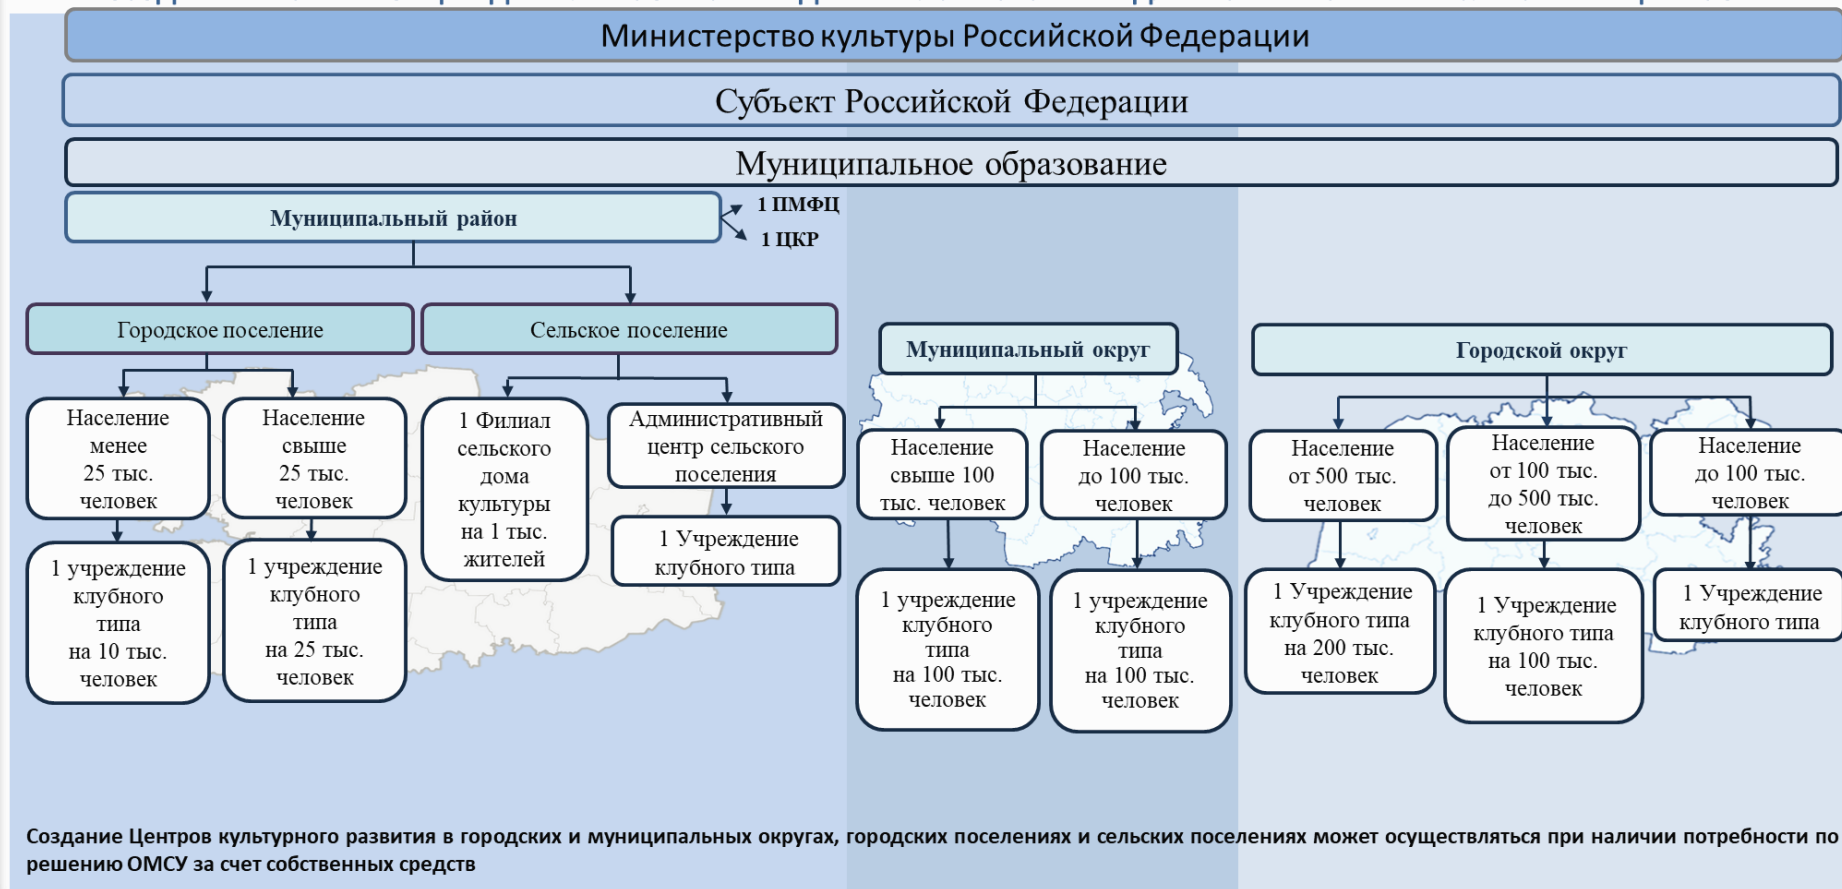 Министерство культуры Российской Федерации
Субъект Российской Федерации
Муниципальное образование
Муниципальный район
1 ПМФЦ
1 ЦКР
Городское поселение
Сельское поселение
Муниципальный округ
Городской округ
Население
менее
25 тыс.
человек
Население
свыше
25 тыс.
человек
1 Филиал
сельского
дома
культуры
на 1 тыс.
жителей
Административный
центр сельского
поселения
Население
свыше 100
тыс. человек
Население
до 100 тыс.
человек
Население
от 500 тыс.
человек
Население
от 100 тыс.
до 500 тыс.
человек
Население
до 100 тыс.
человек
1 учреждение
клубного
типа
на 10 тыс.
человек
1 учреждение
клубного
типа
на 25 тыс.
человек
1 Учреждение
клубного типа
1 учреждение
клубного
типа
на 100 тыс.
человек
1 учреждение
клубного
типа
на 100 тыс.
человек
1 Учреждение
клубного типа
на 200 тыс.
человек
1 Учреждение
клубного типа
на 100 тыс.
человек
1 Учреждение
клубного типа
Создание Центров культурного развития в городских и муниципальных округах, городских поселениях и сельских поселениях может осуществляться при наличии потребности по
решению ОМСУ за счет собственных средств